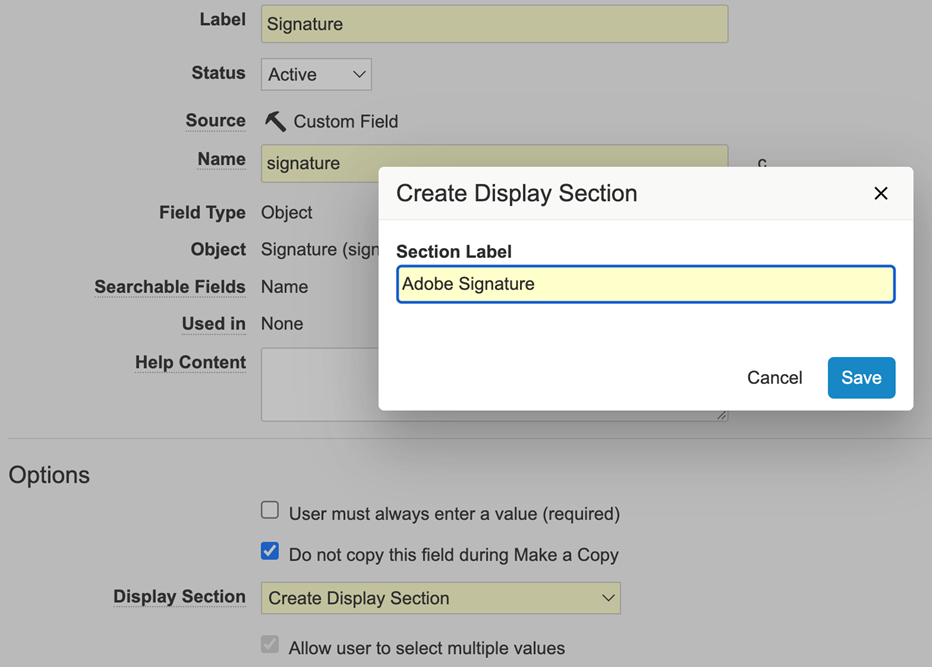 Label Signature
Status Active
Source Custom Field
Name signature c
Create Display Section
Field Type Object
Object Signature (sign
Section Label
Adobe Signature
Searchable Fields Name
Used in None
Help Content
Cancel Save
Options
User must always enter a value (required)
Do not copy this field during Make a Copy
Display Section Create Display Section
Allow user to select multiple values